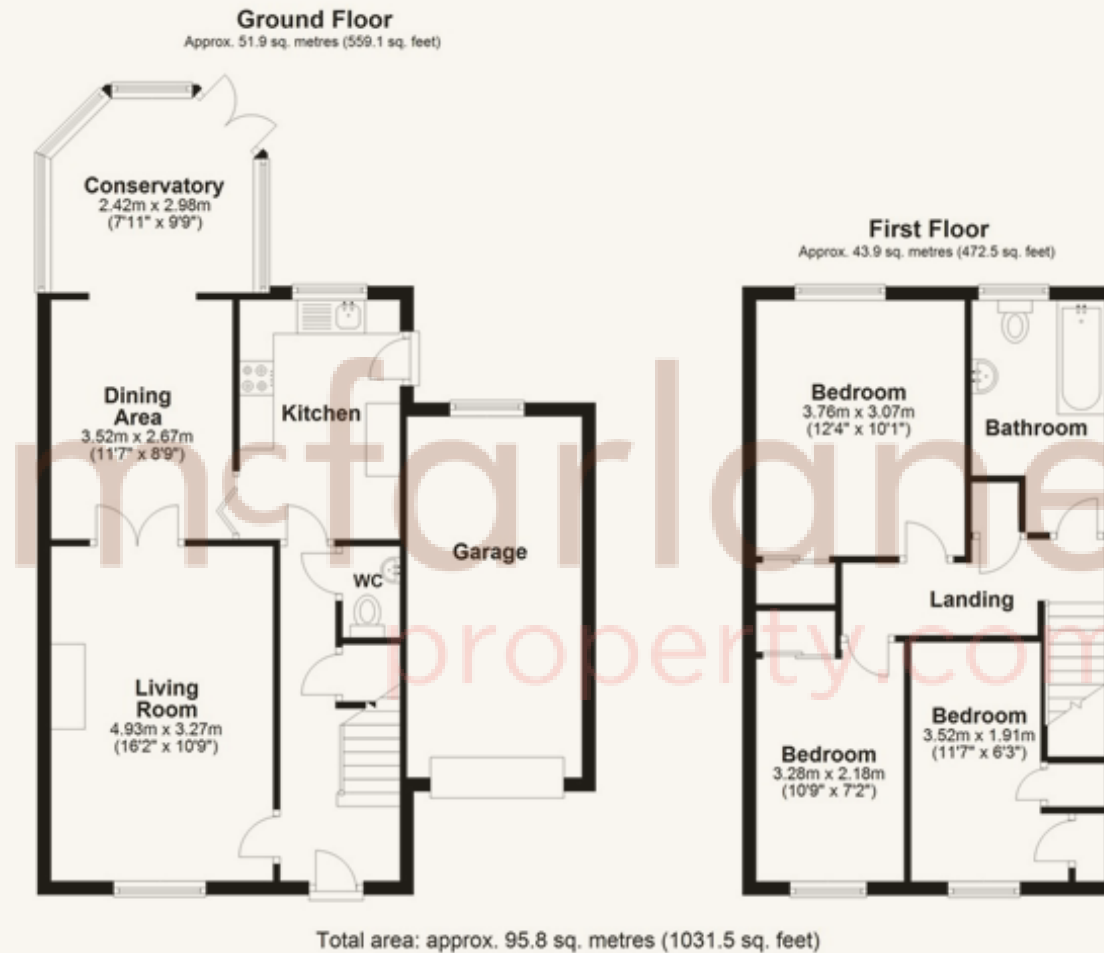 Ground Floor
Approx. 51.9 sq. metres (559.1 sq. feet)
Conservatory
2.42m x 2.98m
(7'11" x 9'9")
First Floor
Approx. 43.9 sq. metres (472.5 sq. feet)
Dining
Area
3.52m x 2.67m
(11'7" x 8'9")
Kitchen
Bedroom
3.76m x 3.07m
(12'4" x 10'1")
Bathroom
mcfarlane
property.com
Garage
WC
Landing
Living
Room
4.93m x 3.27m
(16'2" x 10'9")
Bedroom
3.28m x 2.18m
(10'9" x 7'2")
Bedroom
3.52m x 1.91m
(11'7" x 6'3")
Total area: approx. 95.8 sq. metres (1031.5 sq. feet)